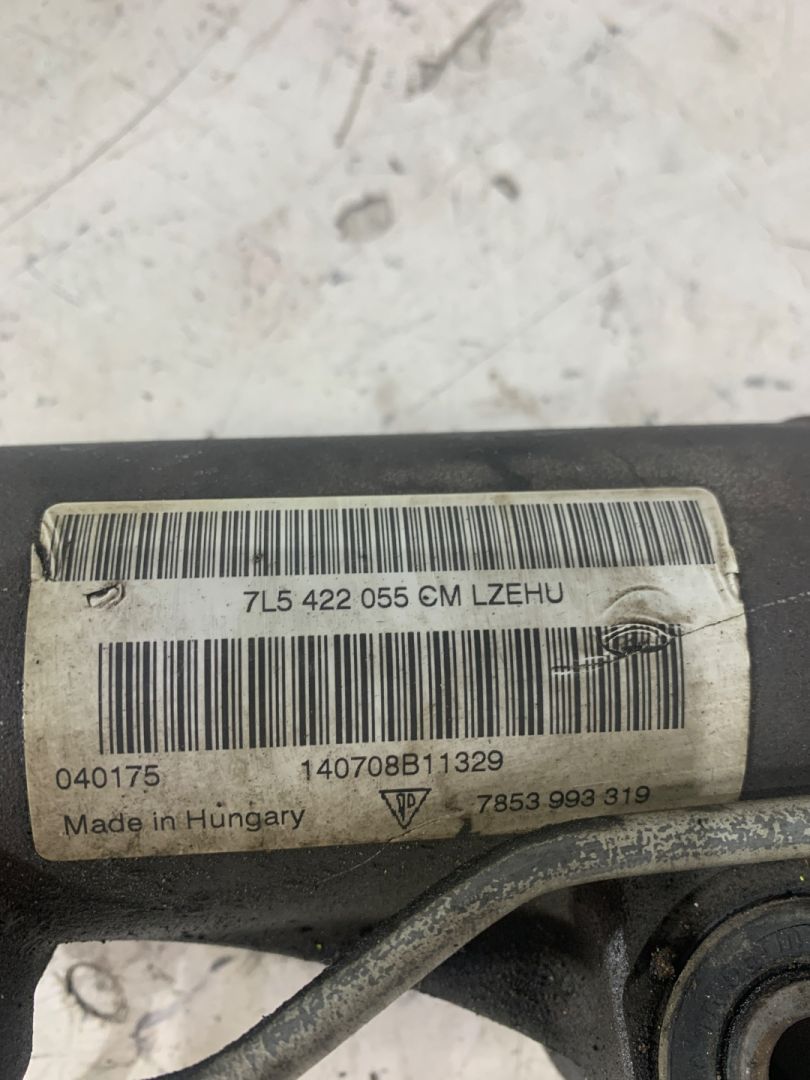 7L5 422 055 CM LZEHU
040175 140708B11329
Made in Hungary 7853 993 319